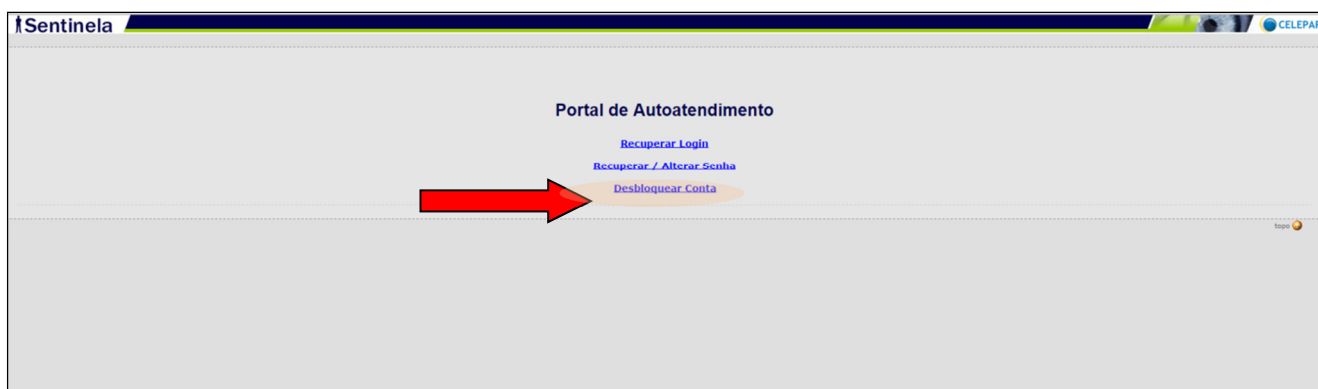 Sentinela
CELEPAR
Portal de Autoatendimento
Recuperar Login
Recuperar / Alterar Senha
Desbloquear Conta
topo